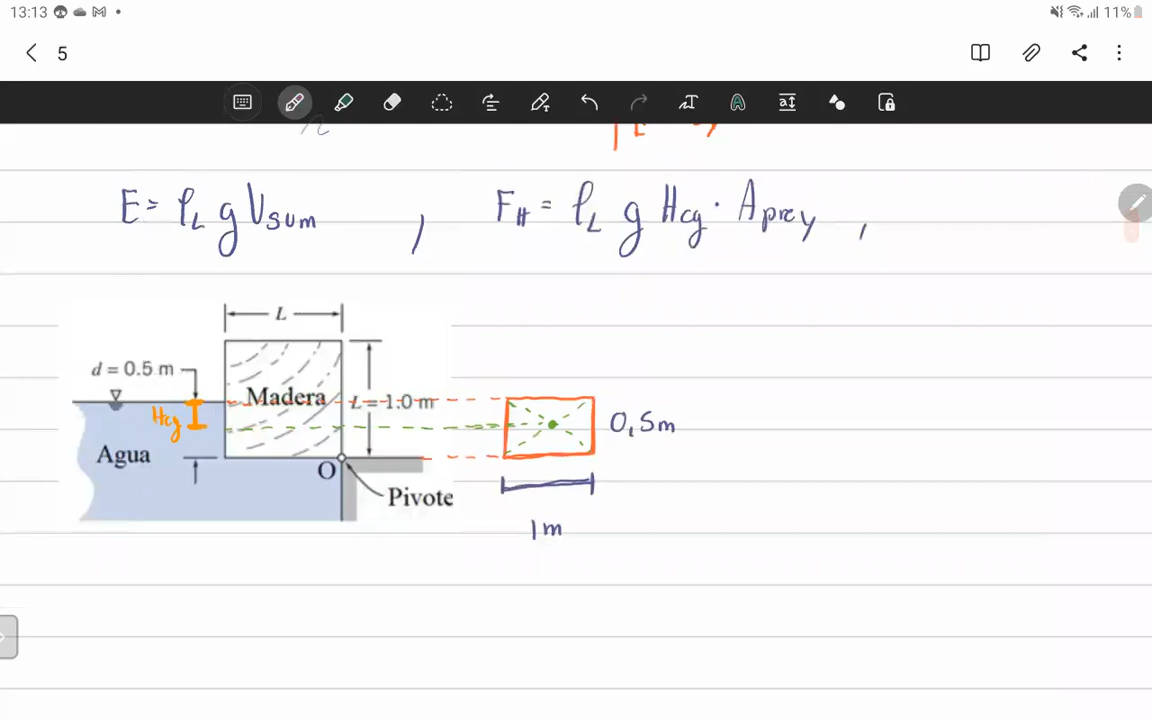 13:13 11%
5
E = ρL g Vsum , FH = ρL g Hcg · Aproy ,
L
d = 0.5 m
Madera L = 1.0 m
Hcg 0,5m
Agua
O
Pivote
1m